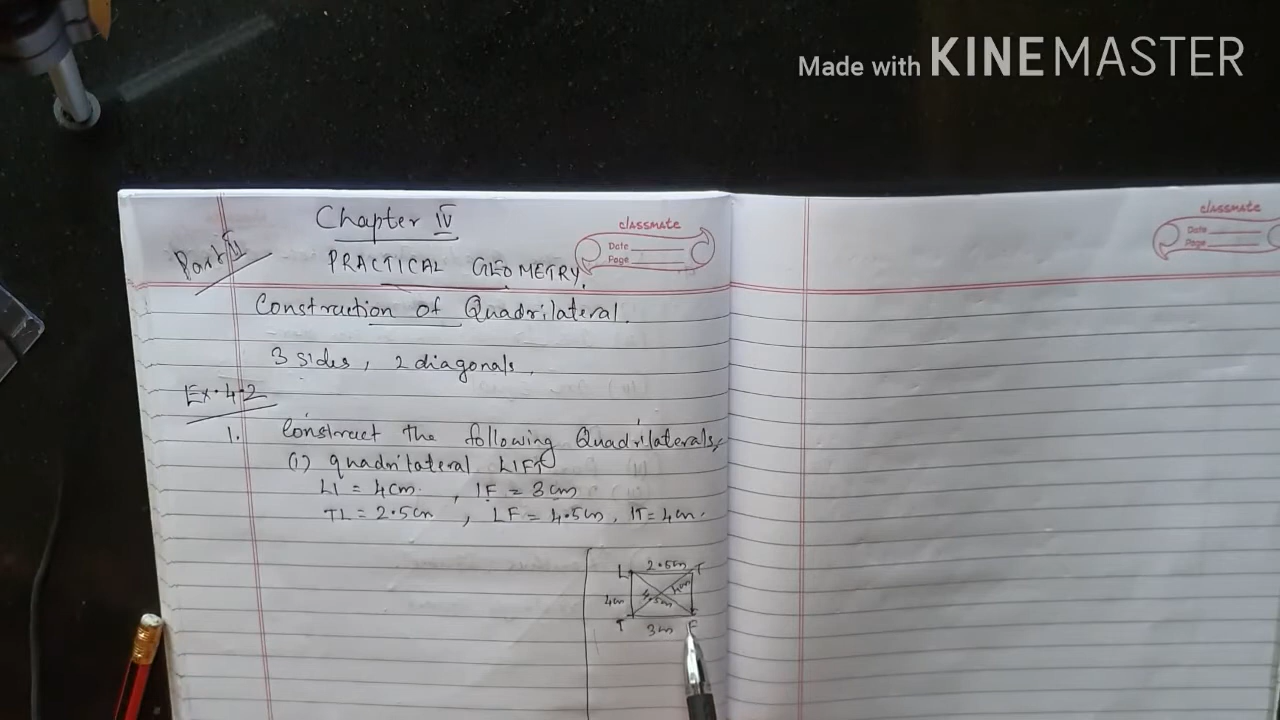 Made with KINEMASTER
Chapter IV
classmate
Date
Page
Part II
PRACTICAL GEOMETRY.
Construction of Quadrilateral.
3 sides, 2 diagonals.
Ex. 4.2
1. Construct the following Quadrilaterals.
(i) quadrilateral LIFT
LI = 4cm, IF = 3cm
TL = 2.5cm, LF = 4.5cm, IT = 4cm.
L 2.5cm T
4cm 4.5cm 4cm
I 3cm F
classmate
Date
Page